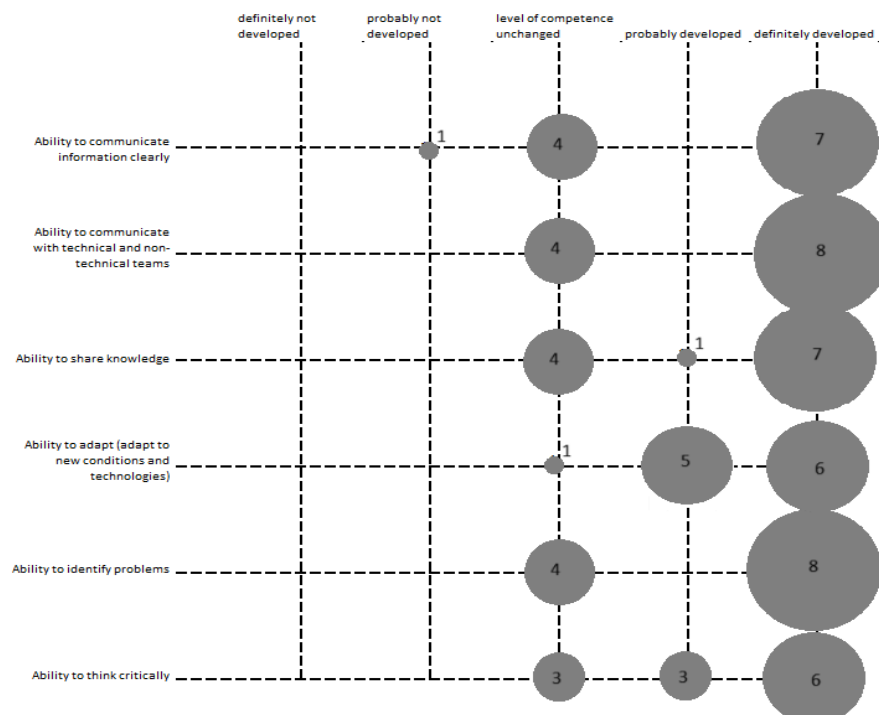 definitely not
developed
probably not
developed
level of competence
unchanged
probably developed
definitely developed
Ability to communicate
information clearly
1
4
7
Ability to communicate
with technical and non-
technical teams
4
8
Ability to share knowledge
4
1
7
Ability to adapt (adapt to
new conditions and
technologies)
1
5
6
Ability to identify problems
4
8
Ability to think critically
3
3
6